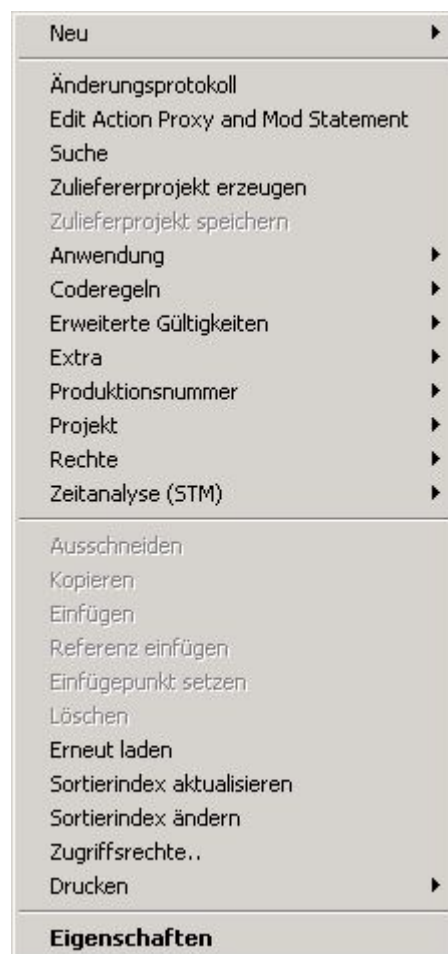 Neu
Änderungsprotokoll
Edit Action Proxy and Mod Statement
Suche
Zuliefererprojekt erzeugen
Zulieferprojekt speichern
Anwendung
Coderegeln
Erweiterte Gültigkeiten
Extra
Produktionsnummer
Projekt
Rechte
Zeitanalyse (STM)
Ausschneiden
Kopieren
Einfügen
Referenz einfügen
Einfügepunkt setzen
Löschen
Erneut laden
Sortierindex aktualisieren
Sortierindex ändern
Zugriffsrechte..
Drucken
Eigenschaften